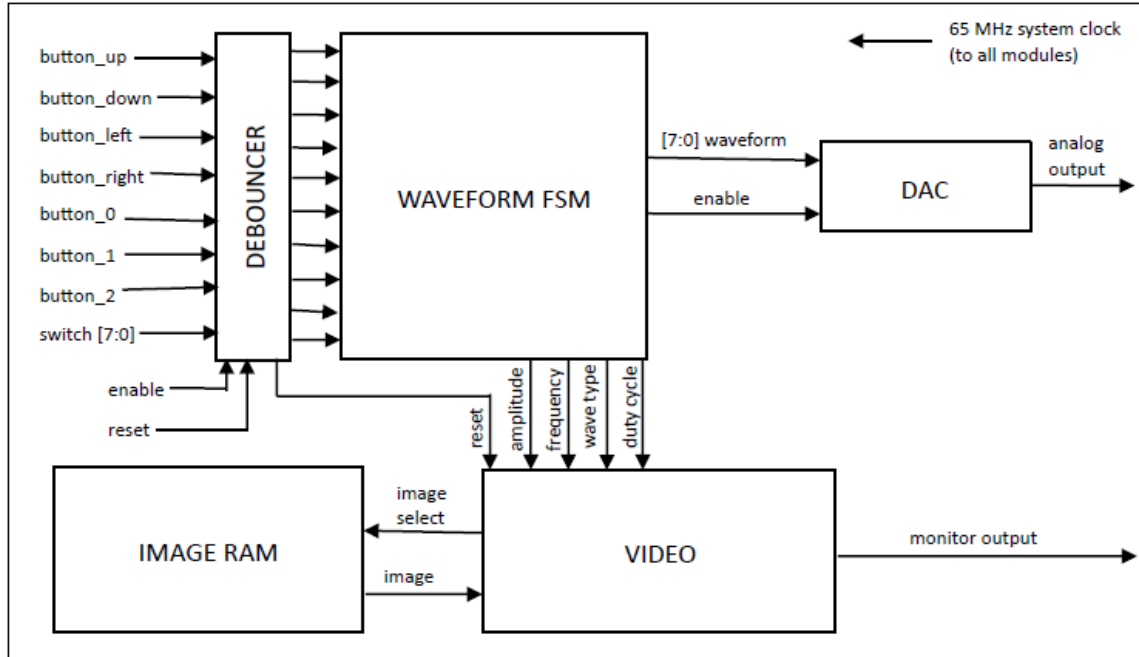 65 MHz system clock
(to all modules)
button_up
button_down
button_left
button_right
button_0
button_1
button_2
switch [7:0]
enable
reset
DEBOUNCER
WAVEFORM FSM
[7:0] waveform
enable
DAC
analog
output
reset
amplitude
frequency
wave type
duty cycle
IMAGE RAM
image
select
image
VIDEO
monitor output